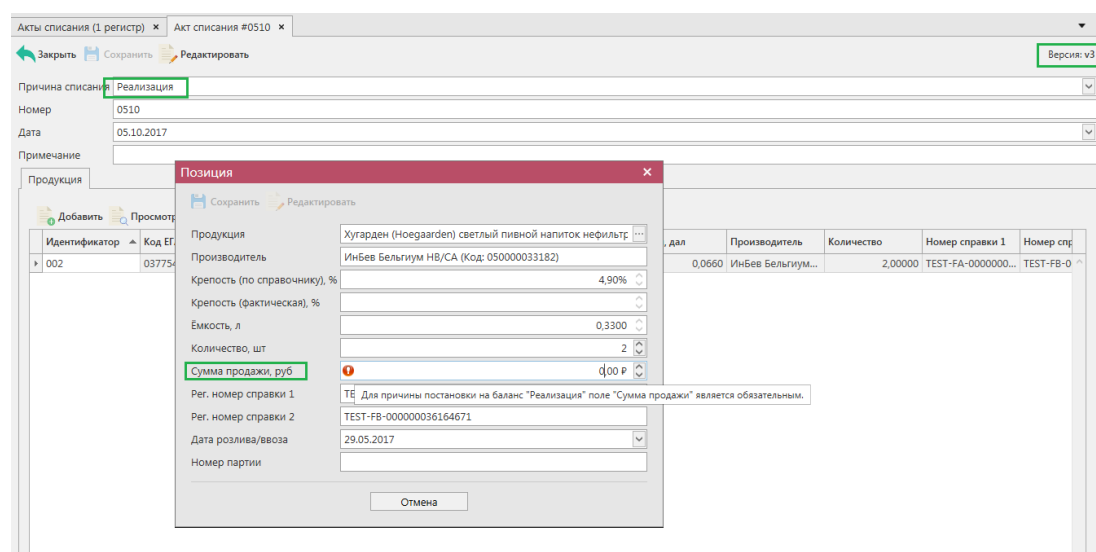 Акты списания (1 регистр) × Акт списания #0510 ×
Закрыть Сохранить Редактировать Версия: v3
Причина списания Реализация
Номер 0510
Дата 05.10.2017
Примечание
Продукция
Добавить Просмотр
Идентификатор Код ЕГ , дал Производитель Количество Номер справки 1 Номер спр
002 037754 0,0660 ИнБев Бельгиум... 2,00000 TEST-FA-0000000... TEST-FB-0
Позиция ×
Сохранить Редактировать
Продукция Хугарден (Hoegaarden) светлый пивной напиток нефильтр ...
Производитель ИнБев Бельгиум НВ/СА (Код: 050000033182)
Крепость (по справочнику), % 4,90%
Крепость (фактическая), %
Ёмкость, л 0,3300
Количество, шт 2
Сумма продажи, руб 0,00 ₽
Рег. номер справки 1 TE Для причины постановки на баланс "Реализация" поле "Сумма продажи" является обязательным.
Рег. номер справки 2 TEST-FB-000000036164671
Дата розлива/ввоза 29.05.2017
Номер партии
Отмена